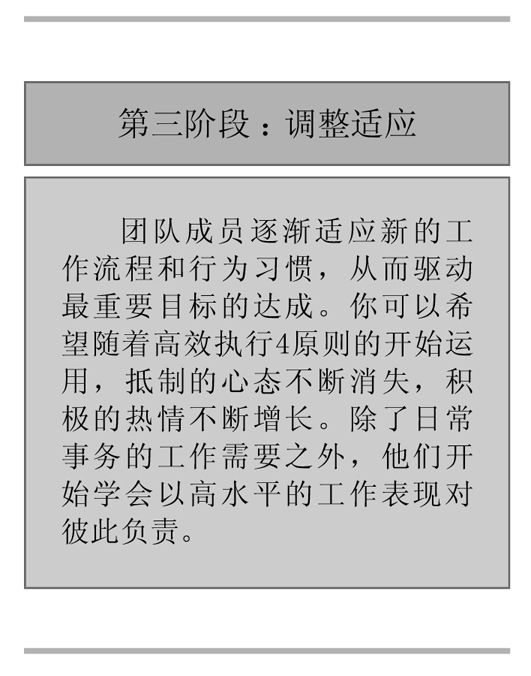 第三阶段：调整适应
团队成员逐渐适应新的工
作流程和行为习惯，从而驱动
最重要目标的达成。你可以希
望随着高效执行4原则的开始运
用，抵制的心态不断消失，积
极的热情不断增长。除了日常
事务的工作需要之外，他们开
始学会以高水平的工作表现对
彼此负责。